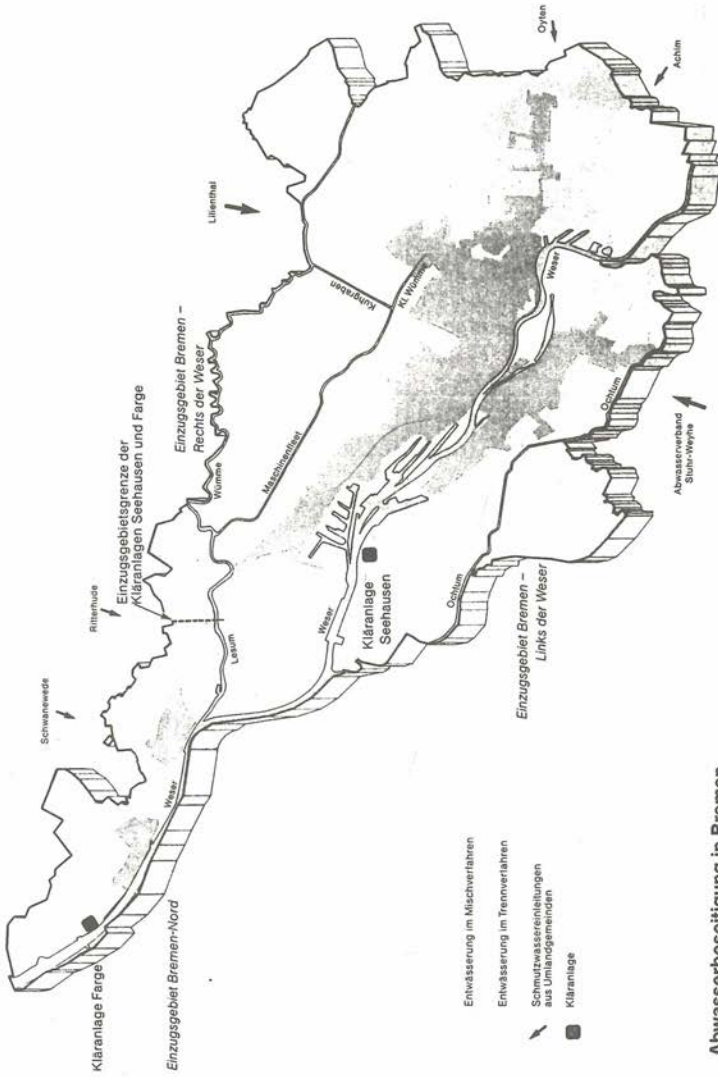 Kläranlage Farge
Einzugsgebiet Bremen-Nord
Schwanewede
Ritterhude
Einzugsgebietsgrenze der
Kläranlagen Seehausen und Farge
Einzugsgebiet Bremen –
Rechts der Weser
Lilienthal
Oyten
Achim
Wümme
Lesum
Weser
Maschinenfleet
Kuhgraben
Kl. Wümme
Weser
Weser
Kläranlage
Seehausen
Ochtum
Ochtum
Einzugsgebiet Bremen –
Links der Weser
Abwasserverband
Stuhr-Weyhe
Entwässerung im Mischverfahren
Entwässerung im Trennverfahren
Schmutzwassereinleitungen
aus Umlandgemeinden
Kläranlage
Abwasserbeseitigung in Bremen